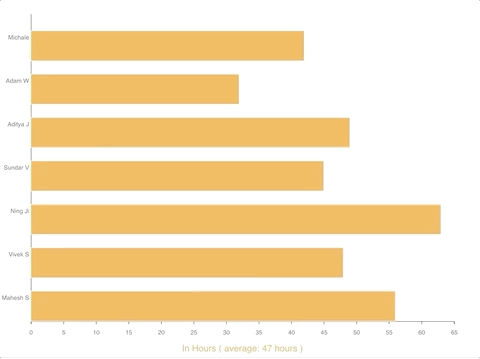 Michale
Adam W
Aditya J
Sundar V
Ning Ji
Vivek S
Mahesh S
0 5 10 15 20 25 30 35 40 45 50 55 60 65
In Hours ( average: 47 hours )